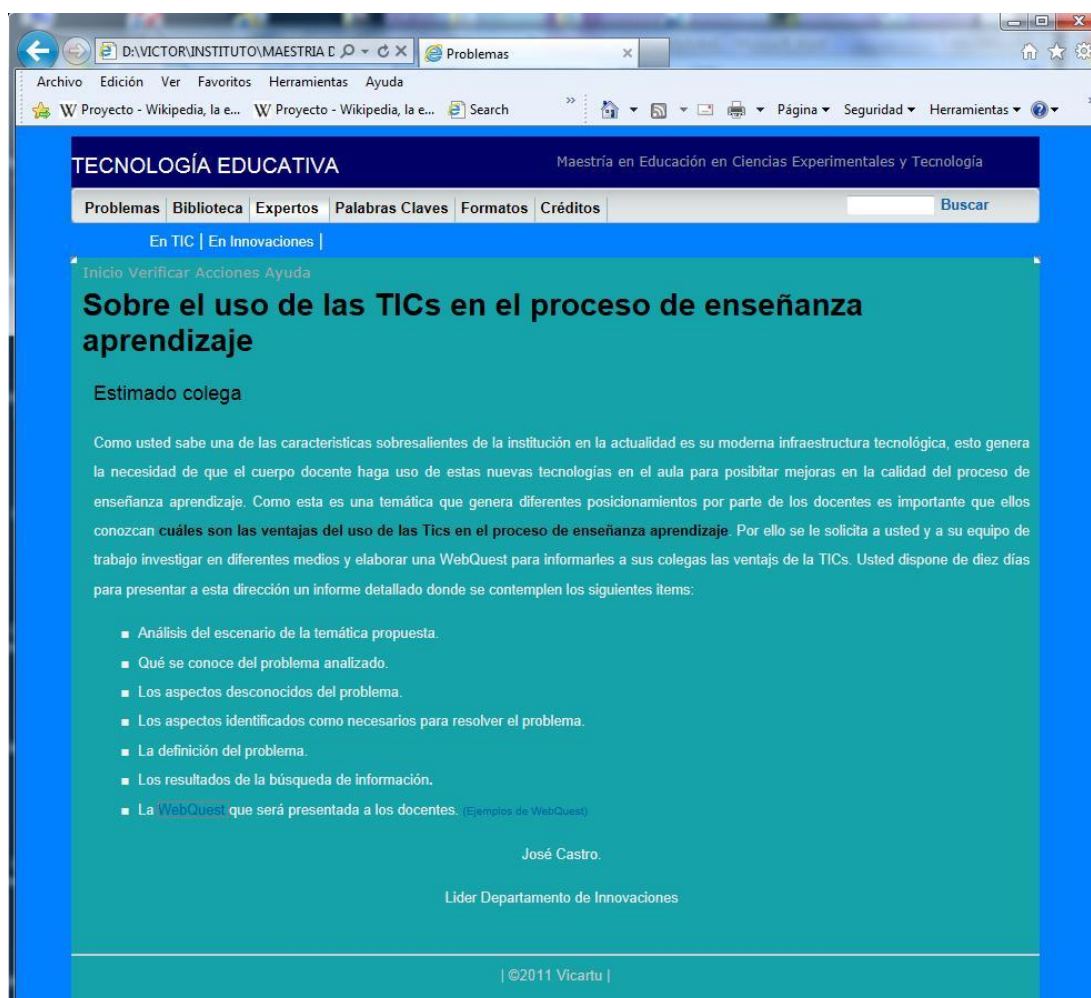 D:\VICTOR\INSTITUTO\MAESTRIA
Problemas
Archivo Edición Ver Favoritos Herramientas Ayuda
Proyecto - Wikipedia, la e... Proyecto - Wikipedia, la e... Search » Página Seguridad Herramientas
TECNOLOGÍA EDUCATIVA
Maestría en Educación en Ciencias Experimentales y Tecnología
Problemas Biblioteca Expertos Palabras Claves Formatos Créditos Buscar
En TIC | En Innovaciones |
Inicio Verificar Acciones Ayuda
Sobre el uso de las TICs en el proceso de enseñanza
aprendizaje
Estimado colega
Como usted sabe una de las caracteristicas sobresalientes de la institución en la actualidad es su moderna infraestructura tecnológica, esto genera
la necesidad de que el cuerpo docente haga uso de estas nuevas tecnologías en el aula para posibitar mejoras en la calidad del proceso de
enseñanza aprendizaje. Como esta es una temática que genera diferentes posicionamientos por parte de los docentes es importante que ellos
conozcan cuáles son las ventajas del uso de las Tics en el proceso de enseñanza aprendizaje. Por ello se le solicita a usted y a su equipo de
trabajo investigar en diferentes medios y elaborar una WebQuest para informarles a sus colegas las ventajs de la TICs. Usted dispone de diez días
para presentar a esta dirección un informe detallado donde se contemplen los siguientes items:
Análisis del escenario de la temática propuesta.
Qué se conoce del problema analizado.
Los aspectos desconocidos del problema.
Los aspectos identificados como necesarios para resolver el problema.
La definición del problema.
Los resultados de la búsqueda de información.
La WebQuest que será presentada a los docentes. (Ejemplos de WebQuest)
José Castro.
Lider Departamento de Innovaciones
| ©2011 Vicartu |